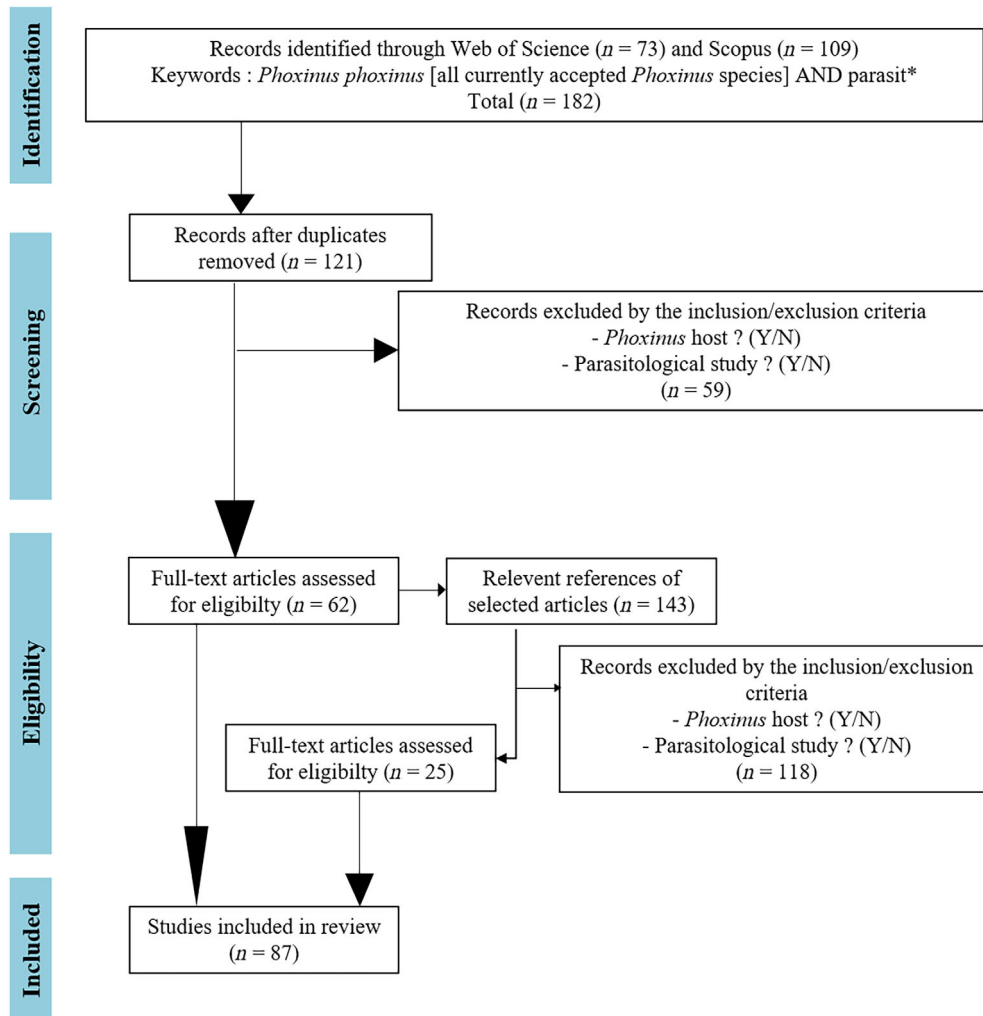 Identification
Records identified through Web of Science (n = 73) and Scopus (n = 109)
Keywords : Phoxinus phoxinus [all currently accepted Phoxinus species] AND parasit*
Total (n = 182)
Screening
Records after duplicates
removed (n = 121)
Records excluded by the inclusion/exclusion criteria
- Phoxinus host ? (Y/N)
- Parasitological study ? (Y/N)
(n = 59)
Eligibility
Full-text articles assessed
for eligibilty (n = 62)
Relevent references of
selected articles (n = 143)
Records excluded by the inclusion/exclusion
criteria
- Phoxinus host ? (Y/N)
- Parasitological study ? (Y/N)
(n = 118)
Full-text articles assessed
for eligibilty (n = 25)
Included
Studies included in review
(n = 87)